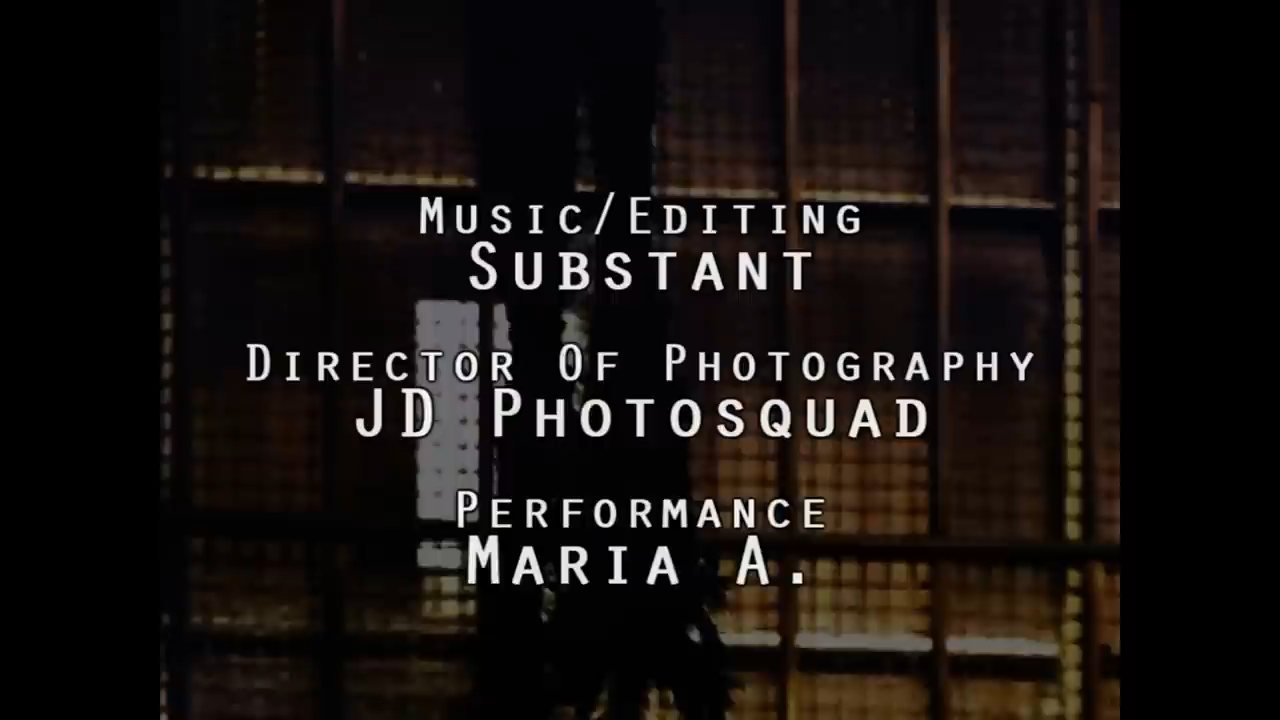 Music/Editing
Substant
Director Of Photography
JD Photosquad
Performance
Maria A.